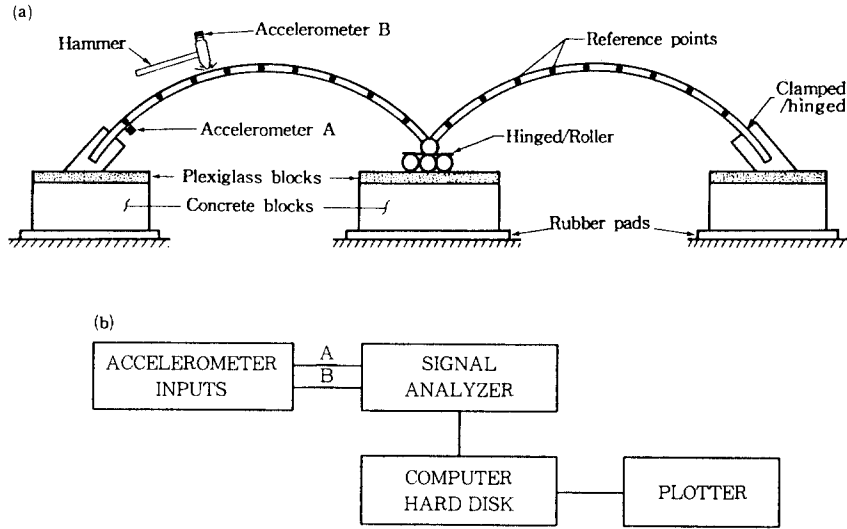 (a)
Accelerometer B
Hammer
Reference points
Clamped
/hinged
Accelerometer A
Hinged/Roller
Plexiglass blocks
Concrete blocks
Rubber pads
(b)
ACCELEROMETER
INPUTS
A
B
SIGNAL
ANALYZER
COMPUTER
HARD DISK
PLOTTER